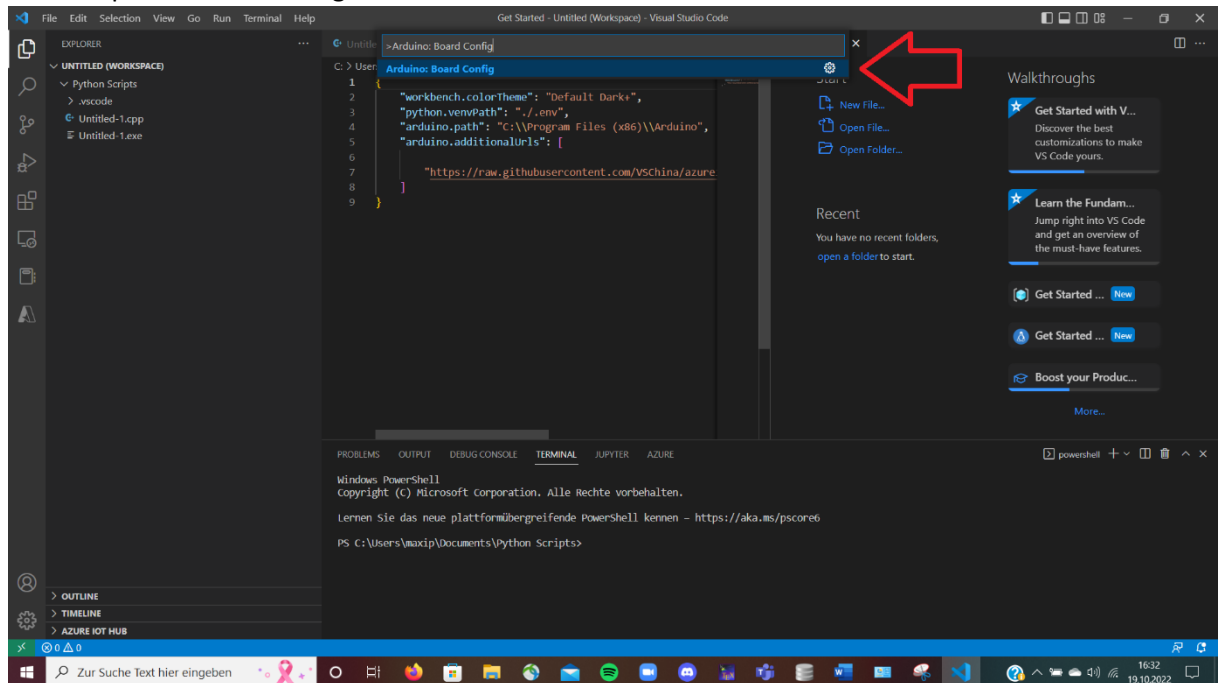 File Edit Selection View Go Run Terminal Help
Get Started - Untitled (Workspace) - Visual Studio Code
EXPLORER
UNTITLED (WORKSPACE)
Python Scripts
.vscode
Untitled-1.cpp
Untitled-1.exe
OUTLINE
TIMELINE
AZURE IOT HUB
>Arduino: Board Config
Arduino: Board Config
C: > User
1 {
2 "workbench.colorTheme": "Default Dark+",
3 "python.venvPath": "./.env",
4 "arduino.path": "C:\\Program Files (x86)\\Arduino",
5 "arduino.additionalUrls": [
6
7 "https://raw.githubusercontent.com/VSChina/azure
8 ]
9 }
Start
New File...
Open File...
Open Folder...
Recent
You have no recent folders,
open a folder to start.
Walkthroughs
Get Started with V...
Discover the best
customizations to make
VS Code yours.
Learn the Fundam...
Jump right into VS Code
and get an overview of
the must-have features.
Get Started ... New
Get Started ... New
Boost your Produc...
More...
PROBLEMS OUTPUT DEBUG CONSOLE TERMINAL JUPYTER AZURE
powershell
Windows PowerShell
Copyright (C) Microsoft Corporation. Alle Rechte vorbehalten.
Lernen Sie das neue plattformübergreifende PowerShell kennen – https://aka.ms/pscore6
PS C:\Users\maxip\Documents\Python Scripts>
0 0
Zur Suche Text hier eingeben
16:32
19.10.2022